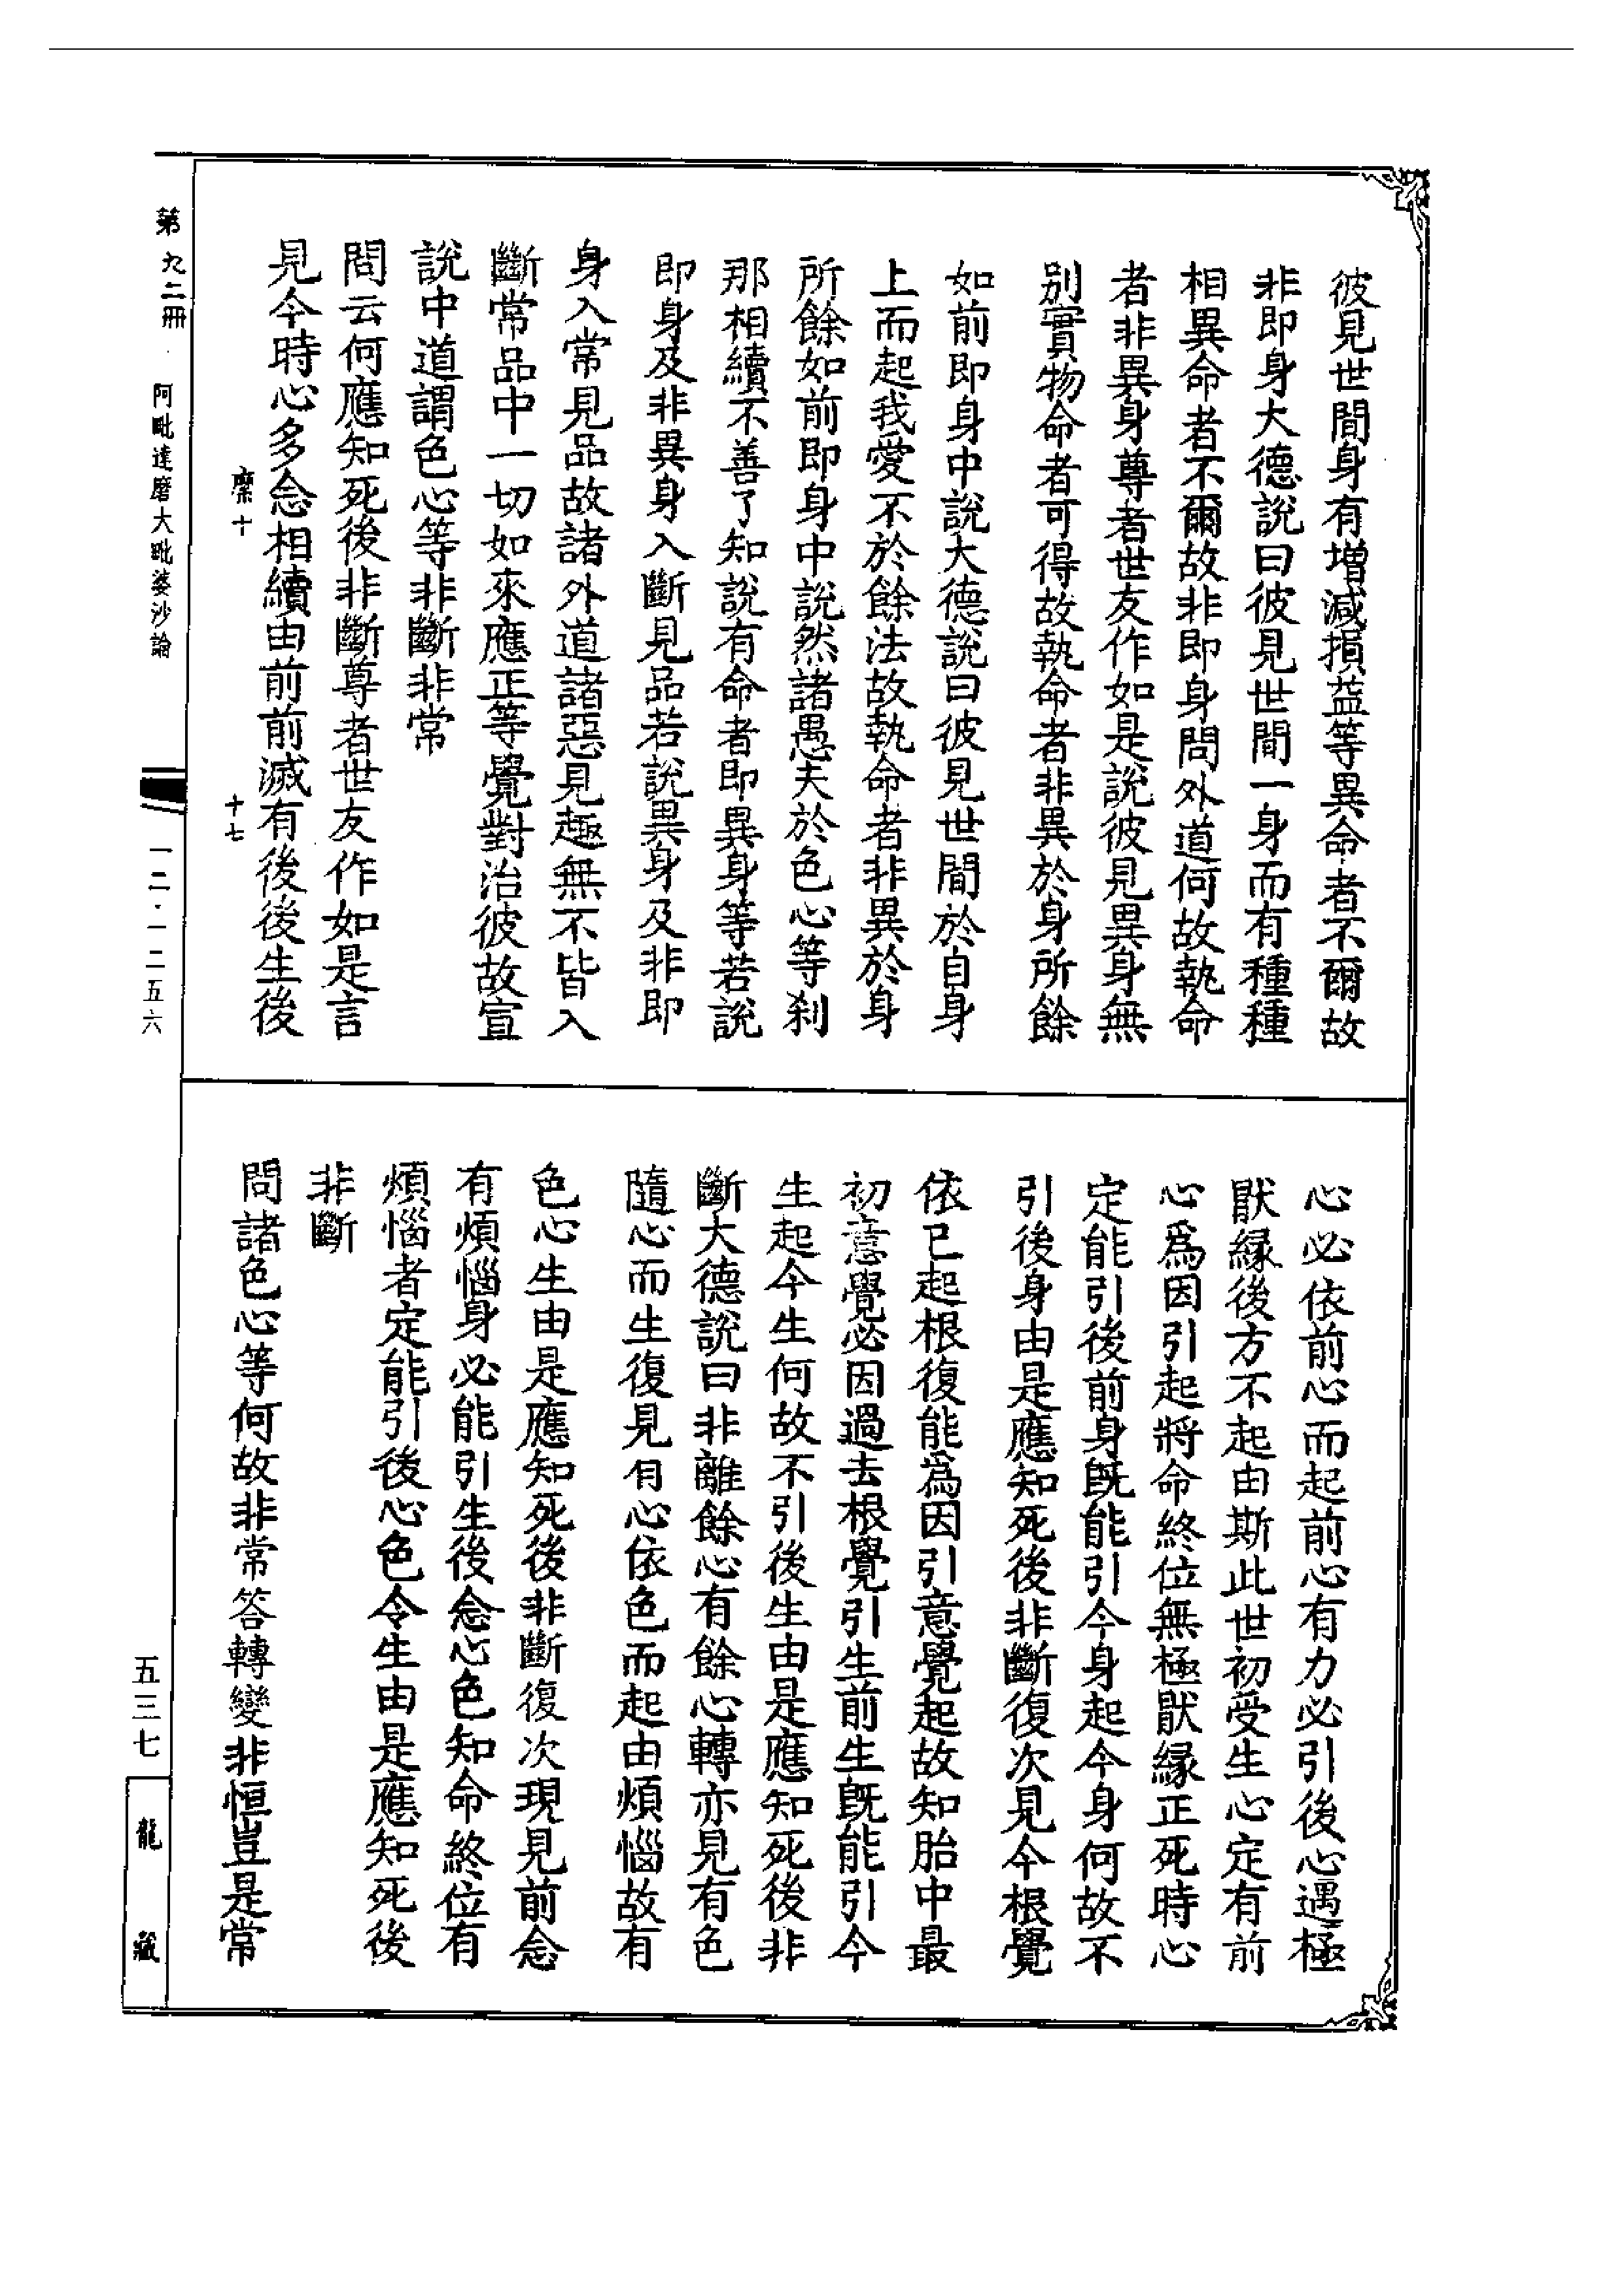 彼見世間身有增減損益等異命者不爾故
非即身大德說曰彼見世間一身而有種種
相異命者不爾故非即身問外道何故執命
者非異身尊者世友作如是說彼見異身無
別實物命者可得故執命者非異於身所餘
如前即身中說大德說曰彼見世間於自身
上而起我愛不於餘法故執命者非異於身
所餘如前即身中說然諸愚夫於色心等剎
那相續不善了知說有命者即異身等若說
即身及非異身入斷見品若說異身及非即
身入常見品故諸外道諸惡見趣無不皆入
斷常品中一切如來應正等覺對治彼故宣
說中道謂色心等非斷非常
問云何應知死後非斷尊者世友作如是言
見今時心多念相續由前前滅有後後生後
縻十
十七
心必依前心而起前心有力必引後心遇極
猒緣後方不起由斯此世初受生心定有前
心為因引起將命終位無極猒緣正死時心
定能引後前身既能引今身起今身何故不
引後身由是應知死後非斷復次見今根覺
依已起根復能為因引意覺起故知胎中最
初意覺必因過去根覺引生前生既能引今
生起今生何故不引後生由是應知死後非
斷大德說曰非離餘心有餘心轉亦見有色
隨心而生復見有心依色而起由煩惱故有
色心生由是應知死後非斷復次現見前念
有煩惱身必能引生後念心色知命終位有
煩惱者定能引後心色令生由是應知死後
非斷
問諸色心等何故非常答轉變非恒豈是常
第九二冊 阿毗達磨大毗婆沙論
一二·一二五六
五三七
龍藏